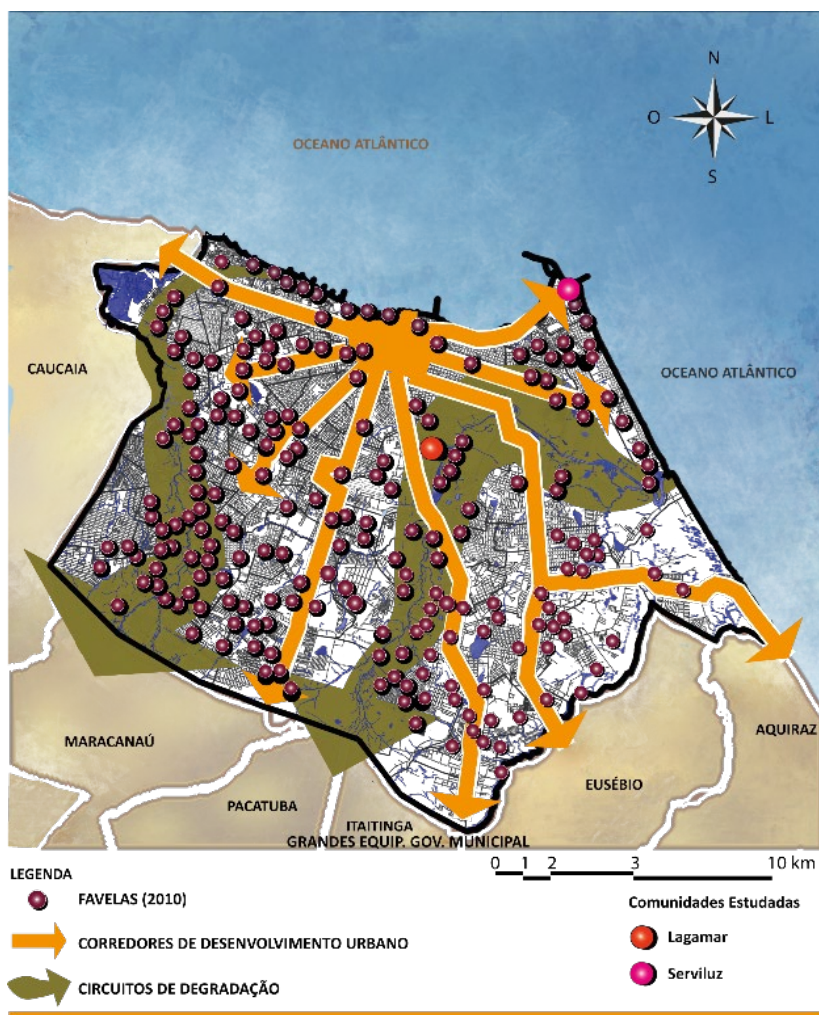 N
OCEANO ATLÂNTICO
O
L
S
CAUCAIA
OCEANO ATLÂNTICO
MARACANAÚ
AQUIRAZ
EUSÉBIO
PACATUBA
ITAITINGA
GRANDES EQUIP. GOV. MUNICIPAL
0 1 2 3 10 km
LEGENDA
FAVELAS (2010)
CORREDORES DE DESENVOLVIMENTO URBANO
CIRCUITOS DE DEGRADAÇÃO
Comunidades Estudadas
Lagamar
Serviluz